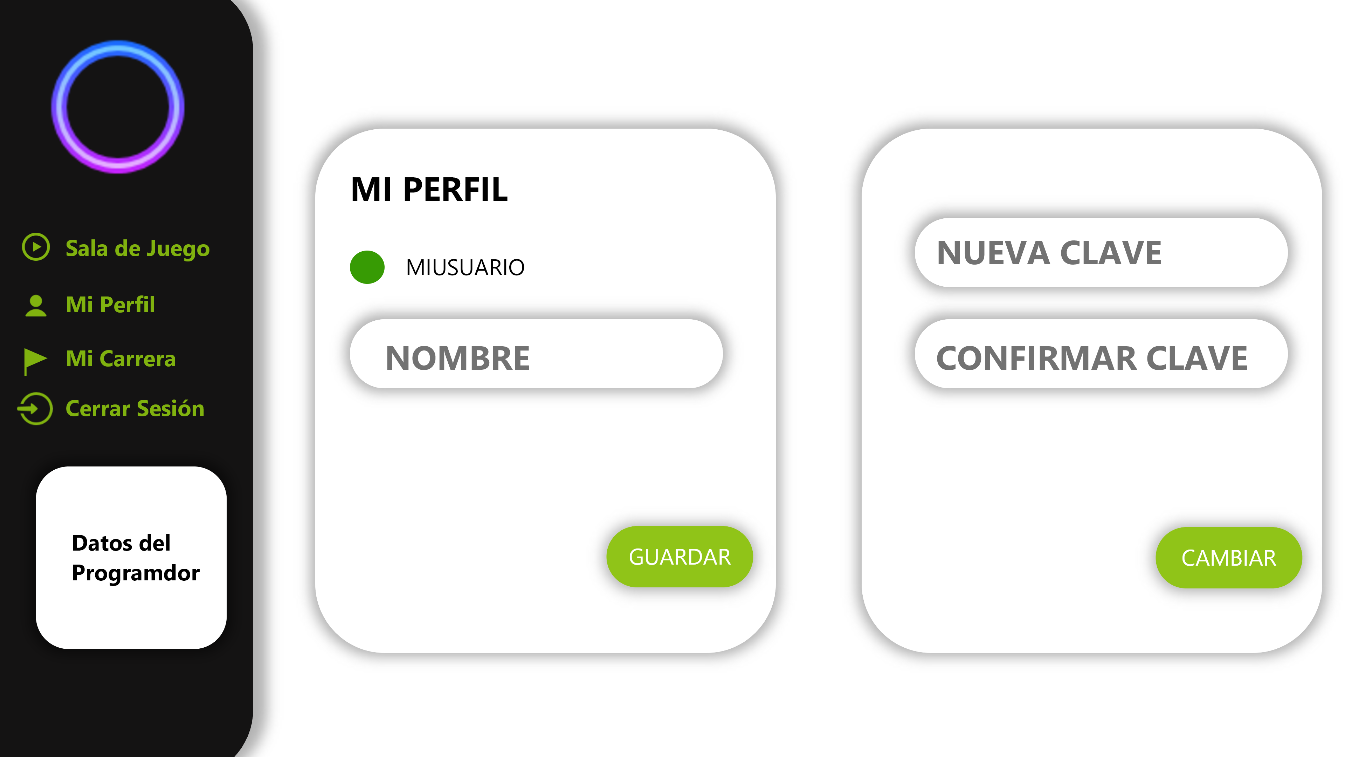 Sala de Juego
Mi Perfil
Mi Carrera
Cerrar Sesión
Datos del
Programdor
MI PERFIL
MIUSUARIO
NOMBRE
GUARDAR
NUEVA CLAVE
CONFIRMAR CLAVE
CAMBIAR